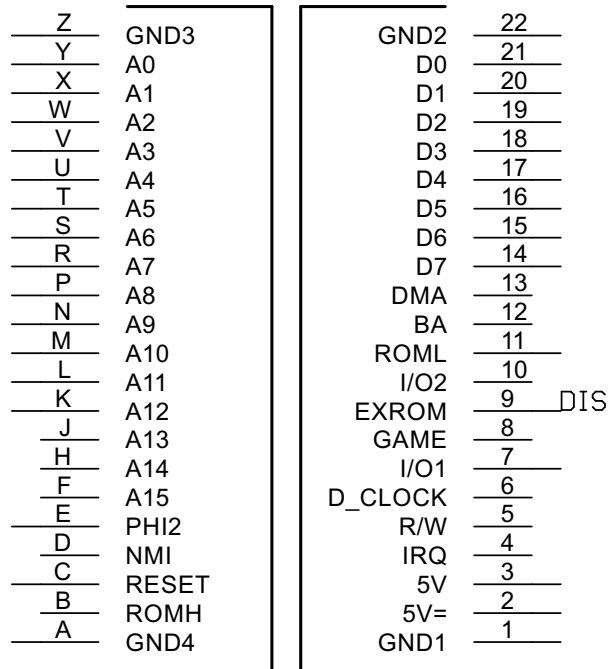 Z GND3 GND2 22
Y A0 D0 21
X A1 D1 20
W A2 D2 19
V A3 D3 18
U A4 D4 17
T A5 D5 16
S A6 D6 15
R A7 D7 14
P A8 DMA 13
N A9 BA 12
M A10 ROML 11
L A11 I/O2 10
K A12 EXROM 9 DIS
J A13 GAME 8
H A14 I/O1 7
F A15 D_CLOCK 6
E PHI2 R/W 5
D NMI IRQ 4
C RESET 5V 3
B ROMH 5V= 2
A GND4 GND1 1